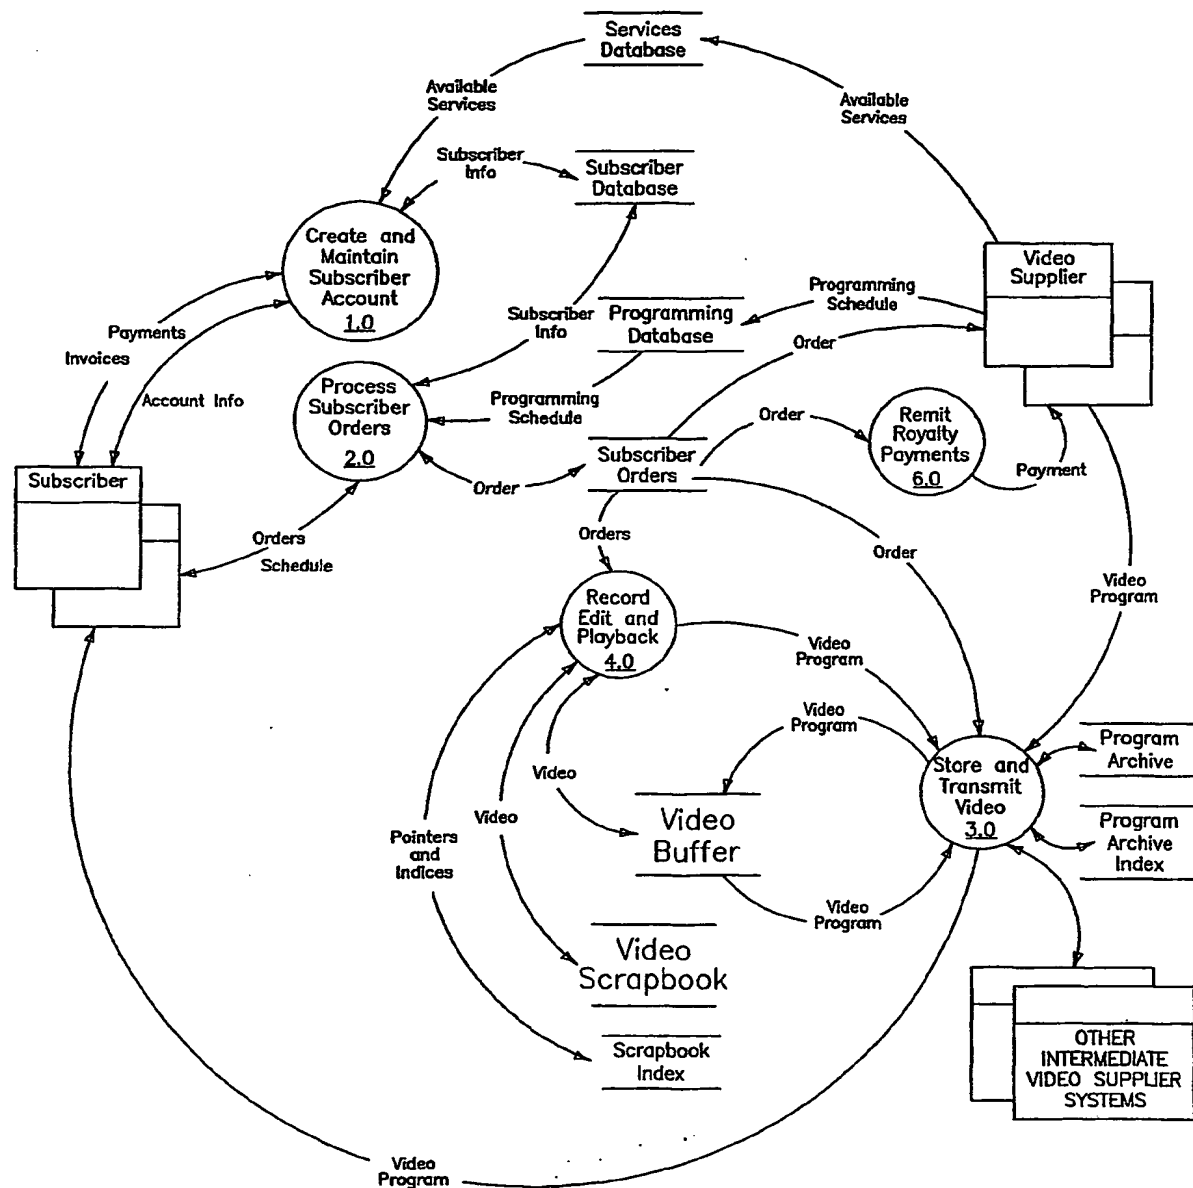 Services
Database
Available
Services
Available
Services
Subscriber
Info
Subscriber
Database
Create and
Maintain
Subscriber
Account
1.0
Video
Supplier
Programming
Schedule
Subscriber
Info
Programming
Database
Payments
Invoices
Order
Account Info
Process
Subscriber
Orders
2.0
Programming
Schedule
Order
Remit
Royalty
Payments
6.0
Subscriber
Orders
Payment
Subscriber
Order
Orders
Schedule
Orders
Order
Video
Program
Record
Edit and
Playback
4.0
Video
Program
Video
Program
Program
Archive
Store and
Transmit
Video
3.0
Video
Video
Video
Buffer
Program
Archive
Index
Pointers
and
Indices
Video
Program
Video
Scrapbook
Scrapbook
Index
OTHER
INTERMEDIATE
VIDEO SUPPLIER
SYSTEMS
Video
Program